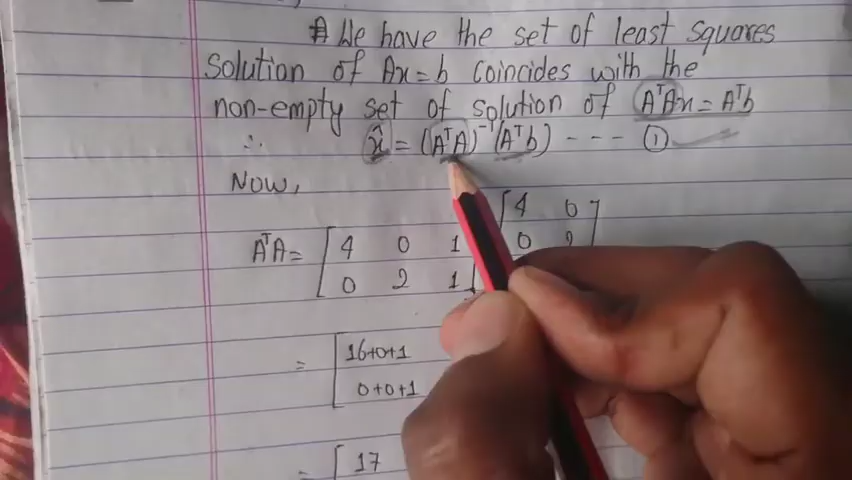 We have the set of least squares
Solution of Ax=b coincides with the
non-empty set of solution of AᵀAx=Aᵀb
∴ x̂ = (AᵀA)⁻¹(Aᵀb) --- ①
Now,
AᵀA= [4 0 1 [4 0]
0 2 1] 0 2
= [16+0+1
0+0+1
= [17